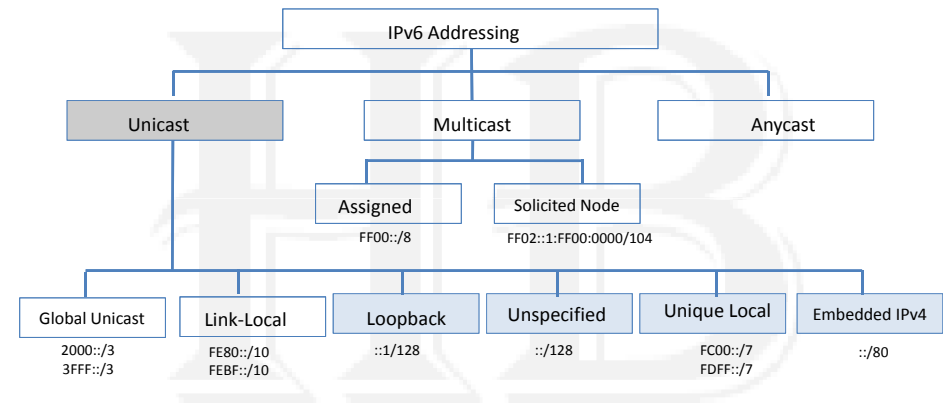 IPv6 Addressing
Unicast
Multicast
Anycast
Assigned
Solicited Node
FF00::/8
FF02::1:FF00:0000/104
Global Unicast
Link-Local
Loopback
Unspecified
Unique Local
Embedded IPv4
2000::/3
3FFF::/3
FE80::/10
FEBF::/10
::1/128
::/128
FC00::/7
FDFF::/7
::/80
HB